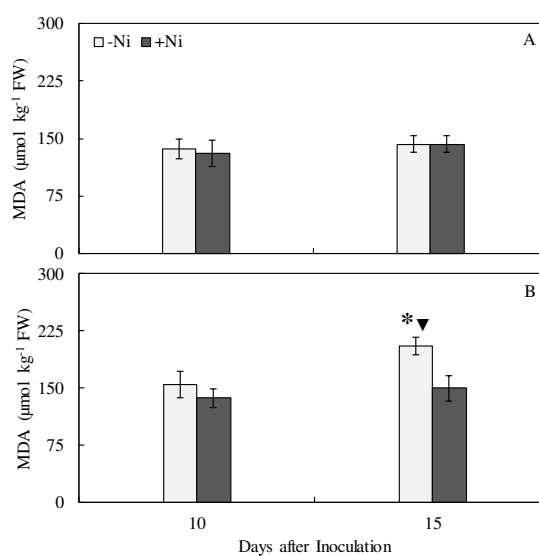 300
A
-Ni +Ni
225
150
75
0
MDA (µmol kg-1 FW)
300
B
225
*▼
150
75
0
MDA (µmol kg-1 FW)
10 15
Days after Inoculation